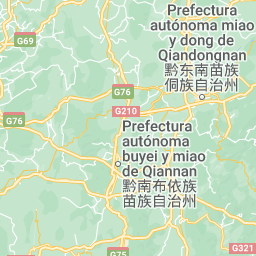 Prefectura
autónoma miao
y dong de
Qiandongnan
黔东南苗族
侗族自治州
G69
G76
G210
G76
Prefectura
autónoma
buyei y miao
de Qiannan
黔南布依族
苗族自治州
G75
G321